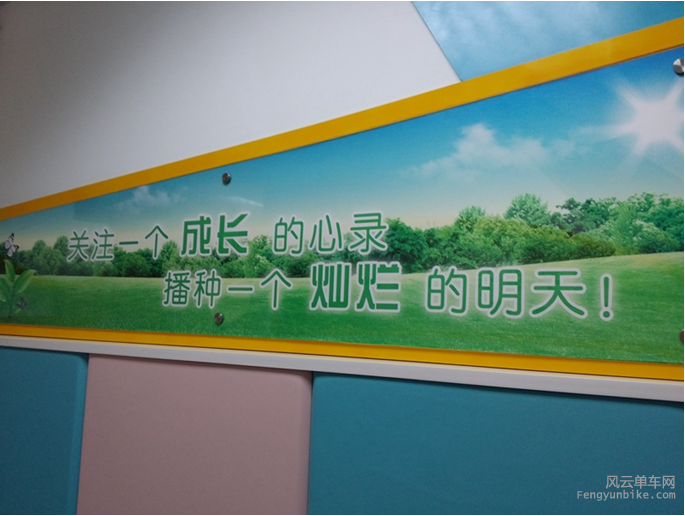 关注一个 成长 的心录
播种一个 灿烂 的明天!
风云单车网
Fengyunbike.com